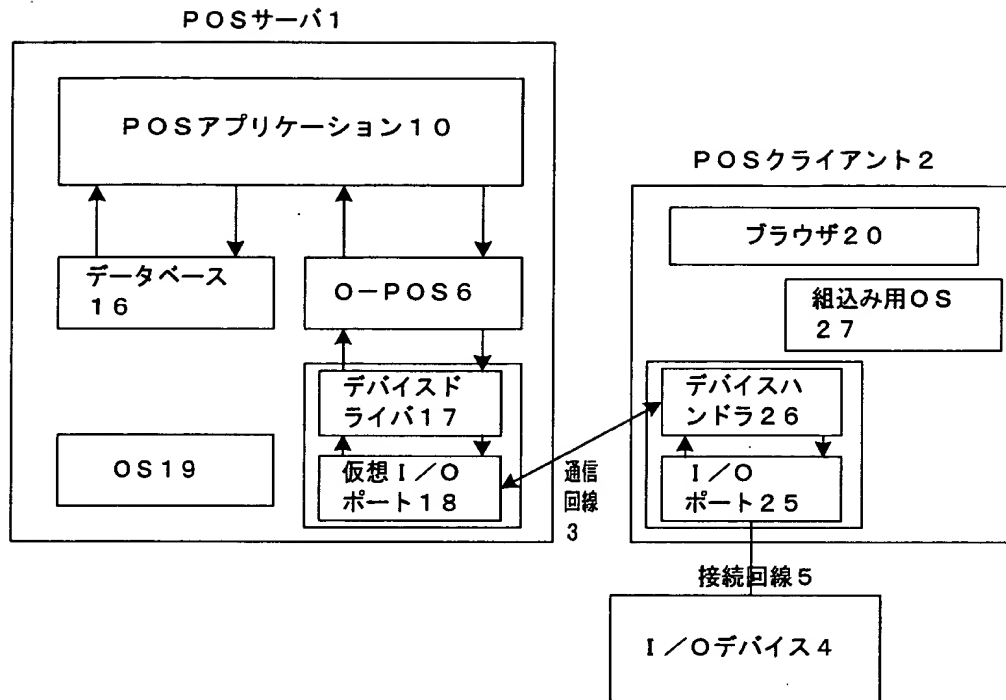 POSサーバ1
POSアプリケーション10
データベース
16
O－POS6
デバイスド
ライバ17
OS19
仮想I／O
ポート18
通信
回線
3
POSクライアント2
ブラウザ20
組込み用OS
27
デバイスハ
ンドラ26
I／O
ポート25
接続回線5
I／Oデバイス4